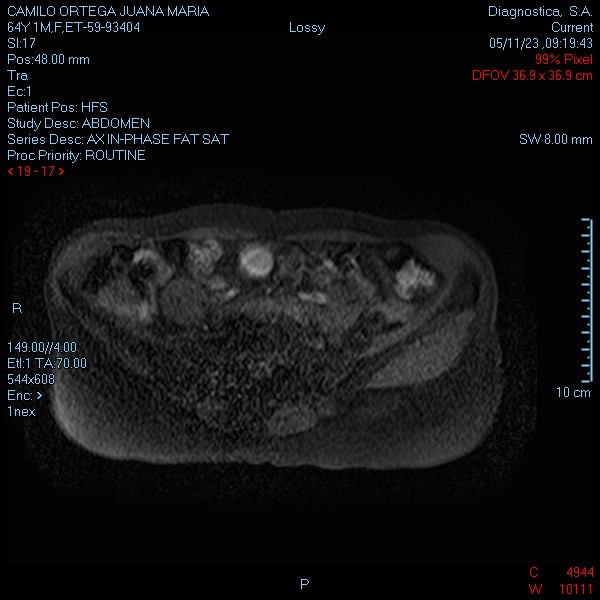 CAMILO ORTEGA JUANA MARIA
64Y 1M,F,ET-59-93404
Sl:17
Pos:48.00 mm
Tra
Ec:1
Patient Pos: HFS
Study Desc: ABDOMEN
Series Desc: AX IN-PHASE FAT SAT
Proc Priority: ROUTINE
< 19 - 17 >
Lossy
Diagnostica, S.A.
Current
05/11/23 ,09:19:43
99% Pixel
DFOV 36.9 x 36.9 cm
SW 8.00 mm
R
149.00//4.00
Etl:1 TA:70.00
544x608
Enc: >
1nex
10 cm
P
C 4944
W 10111